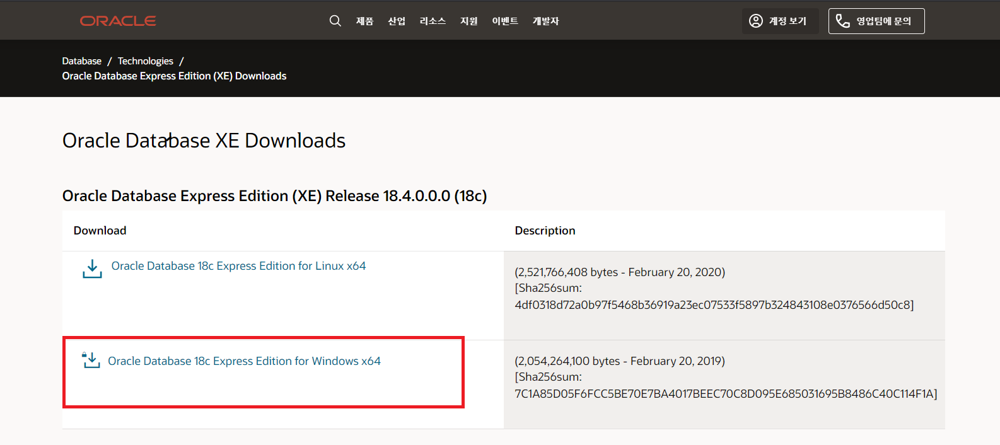 ORACLE
제품 산업 리소스 지원 이벤트 개발자
계정 보기
영업팀에 문의
Database / Technologies /
Oracle Database Express Edition (XE) Downloads
Oracle Database XE Downloads
Oracle Database Express Edition (XE) Release 18.4.0.0.0 (18c)
Download
Description
Oracle Database 18c Express Edition for Linux x64
(2,521,766,408 bytes - February 20, 2020)
[Sha256sum:
4df0318d72a0b97f5468b36919a23ec07533f5897b324843108e0376566d50c8]
Oracle Database 18c Express Edition for Windows x64
(2,054,264,100 bytes - February 20, 2019)
[Sha256sum:
7C1A85D05F6FCC5BE70E7BA4017BEEC70C8D095E685031695B8486C40C114F1A]